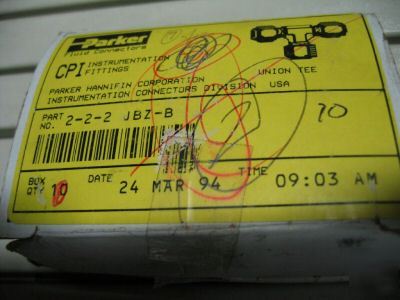 Parker
Fluid Connectors
CPI INSTRUMENTATION FITTINGS
UNION TEE
PARKER HANNIFIN CORPORATION
INSTRUMENTATION CONNECTORS DIVISION USA
PART NO. 2-2-2 JBZ-B
10
BOX QTY 10 DATE 24 MAR 94 TIME 09:03 AM